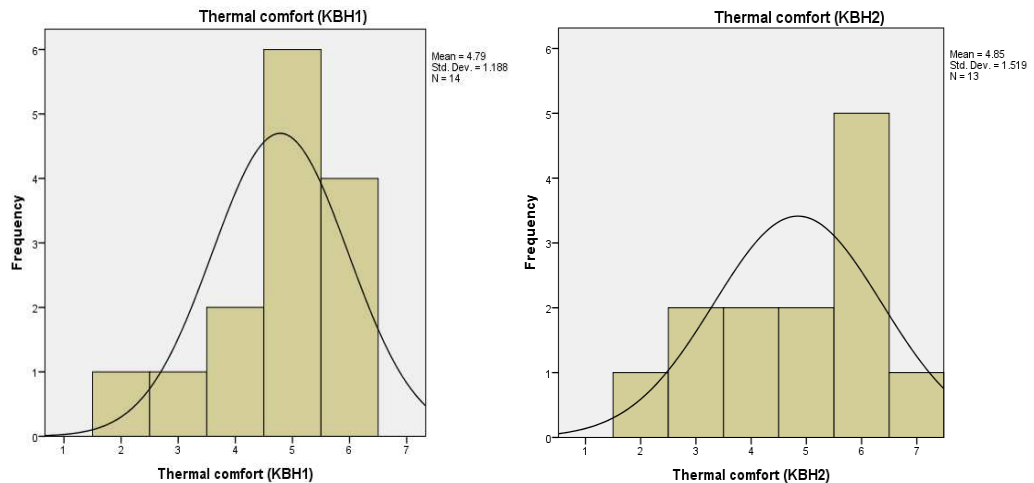 Thermal comfort (KBH1)
Mean = 4.79
Std. Dev. = 1.188
N = 14
Frequency
6
5
4
3
2
1
0
1 2 3 4 5 6 7
Thermal comfort (KBH1)
Thermal comfort (KBH2)
Mean = 4.85
Std. Dev. = 1.519
N = 13
Frequency
6
5
4
3
2
1
0
1 2 3 4 5 6 7
Thermal comfort (KBH2)